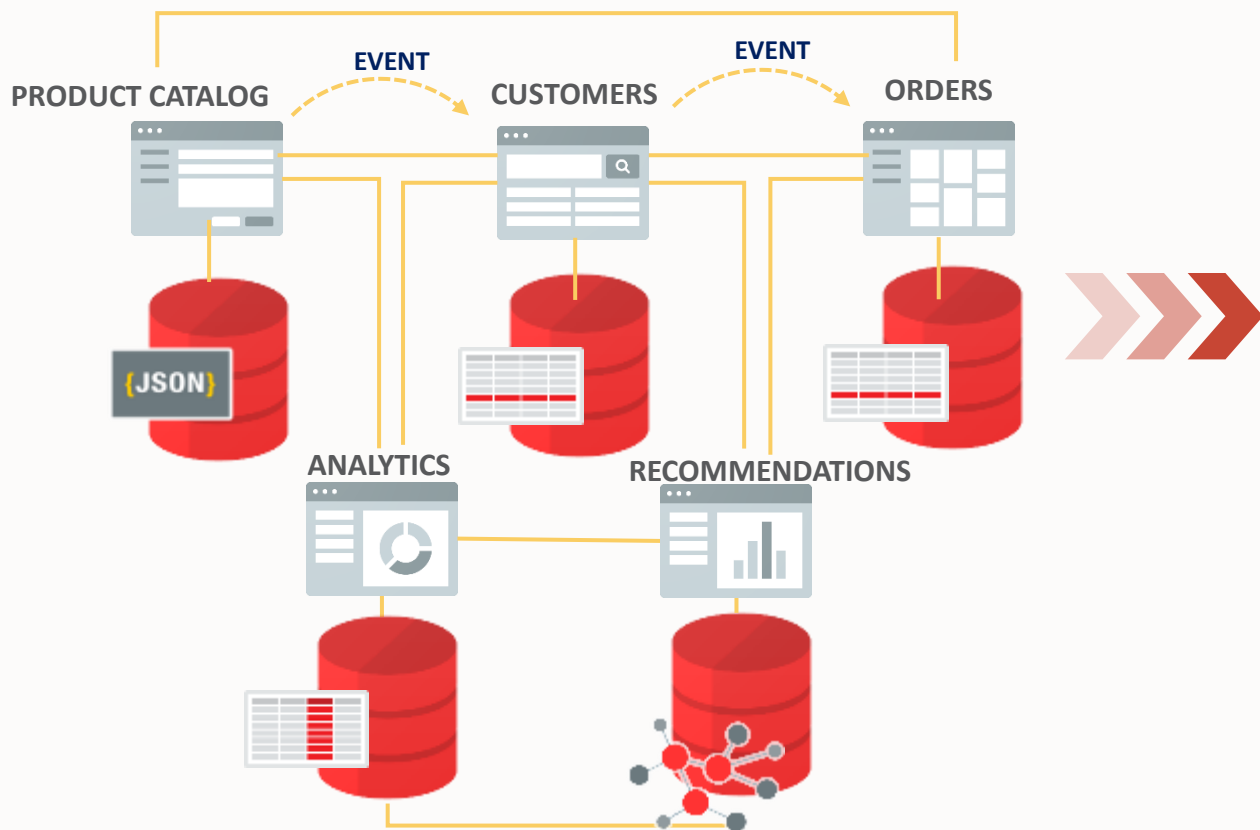 EVENT
EVENT
PRODUCT CATALOG
CUSTOMERS
ORDERS
{JSON}
ANALYTICS
RECOMMENDATIONS